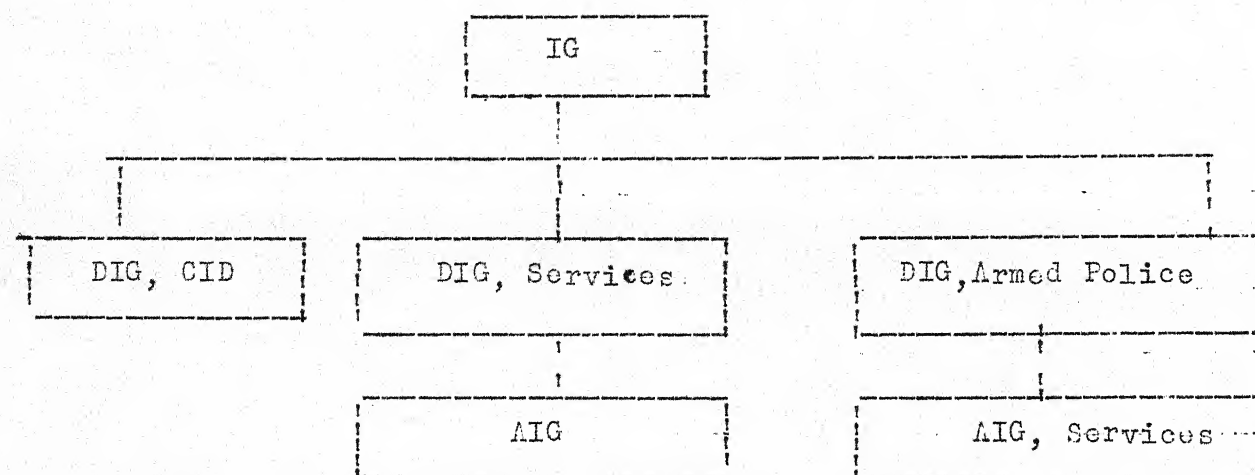 IG
DIG, CID
DIG, Services
DIG,Armed Police
AIG
AIG, Services